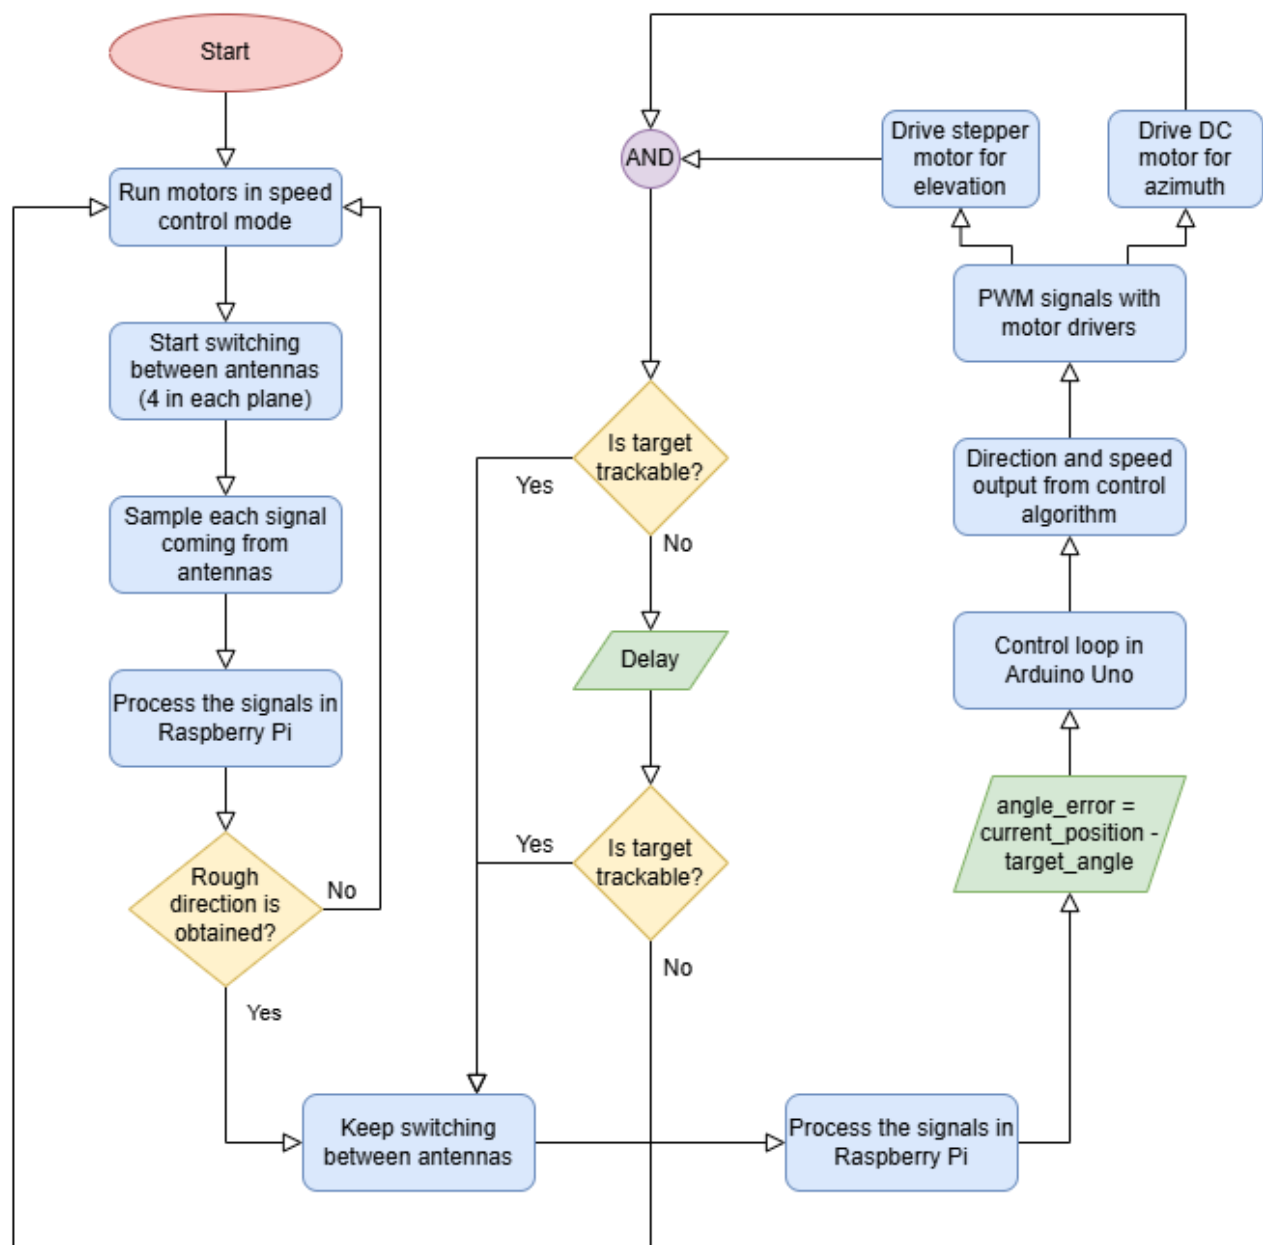 Start
Run motors in speed
control mode
Start switching
between antennas
(4 in each plane)
Sample each signal
coming from
antennas
Process the signals in
Raspberry Pi
Rough
direction is
obtained?
No
Yes
Keep switching
between antennas
Process the signals in
Raspberry Pi
angle_error =
current_position -
target_angle
Control loop in
Arduino Uno
Direction and speed
output from control
algorithm
PWM signals with
motor drivers
Drive stepper
motor for
elevation
Drive DC
motor for
azimuth
AND
Is target
trackable?
Yes
No
Delay
Is target
trackable?
Yes
No